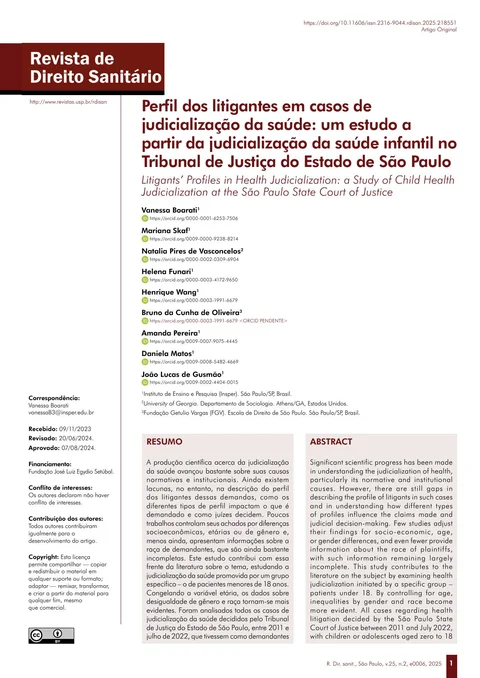 https://doi.org/10.11606/issn.2316-9044.rdisan.2025.218551
Artigo Original
Revista de
Direito Sanitário
http://www.revistas.usp.br/rdisan
Perfil dos litigantes em casos de
judicialização da saúde: um estudo a
partir da judicialização da saúde infantil no
Tribunal de Justiça do Estado de São Paulo
Litigants’ Profiles in Health Judicialization: a Study of Child Health
Judicialization at the São Paulo State Court of Justice
Vanessa Boarati¹
https://orcid.org/0000-0001-6253-7506
Mariana Skaf¹
https://orcid.org/0009-0000-9238-8214
Natalia Pires de Vasconcelos²
https://orcid.org/0000-0002-0309-6904
Helena Funari¹
https://orcid.org/0000-0003-4172-9650
Henrique Wang¹
https://orcid.org/0000-0003-1991-6679
Bruno da Cunha de Oliveira³
https://orcid.org/0000-0003-1991-6679 <ORCID PENDENTE>
Amanda Pereira¹
https://orcid.org/0009-0007-9075-4445
Daniela Matos¹
https://orcid.org/0009-0008-5482-4669
João Lucas de Gusmão¹
https://orcid.org/0009-0002-4404-0015
¹Instituto de Ensino e Pesquisa (Insper). São Paulo/SP, Brasil.
²University of Georgia. Departamento de Sociologia. Athens/GA, Estados Unidos.
³Fundação Getulio Vargas (FGV). Escola de Direito de São Paulo. São Paulo/SP, Brasil.
Correspondência:
Vanessa Boarati
vanessaB3@insper.edu.br
Recebido: 09/11/2023
Revisado: 20/06/2024.
Aprovado: 07/08/2024.
Financiamento:
Fundação José Luiz Egydio Setúbal.
Conflito de interesses:
Os autores declaram não haver
conflito de interesses.
Contribuição dos autores:
Todos autores contribuíram
igualmente para o
desenvolvimento do artigo.
Copyright: Esta licença
permite compartilhar — copiar
e redistribuir o material em
qualquer suporte ou formato;
adaptar — remixar, transformar,
e criar a partir do material para
qualquer fim, mesmo
que comercial.
CC BY
RESUMO
A produção científica acerca da judicialização
da saúde avançou bastante sobre suas causas
normativas e institucionais. Ainda existem
lacunas, no entanto, na descrição do perfil
dos litigantes dessas demandas, como os
diferentes tipos de perfil impactam o que é
demandado e como juízes decidem. Poucos
trabalhos controlam seus achados por diferenças
socioeconômicas, etárias ou de gênero e,
menos ainda, apresentam informações sobre a
raça de demandantes, que são ainda bastante
incompletas. Este estudo contribui com essa
frente da literatura sobre o tema, estudando a
judicialização da saúde promovida por um grupo
específico – o de pacientes menores de 18 anos.
Congelando a variável etária, os dados sobre
desigualdade de gênero e raça tornam-se mais
evidentes. Foram analisados todos os casos de
judicialização da saúde decididos pelo Tribunal
de Justiça do Estado de São Paulo, entre 2011 e
julho de 2022, que tivessem como demandantes
ABSTRACT
Significant scientific progress has been made
in understanding the judicialization of health,
particularly its normative and institutional
causes. However, there are still gaps in
describing the profile of litigants in such cases
and in understanding how different types
of profiles influence the claims made and
judicial decision-making. Few studies adjust
their findings for socio-economic, age,
or gender differences, and even fewer provide
information about the race of plaintiffs,
with such information remaining largely
incomplete. This study contributes to the
literature on the subject by examining health
judicialization initiated by a specific group –
patients under 18. By controlling for age,
inequalities by gender and race become
more evident. All cases regarding health
litigation decided by the São Paulo State
Court of Justice between 2011 and July 2022,
with children or adolescents aged zero to 18
R. Dir. sanit., São Paulo, v.25, n.2, e0006, 2025
1